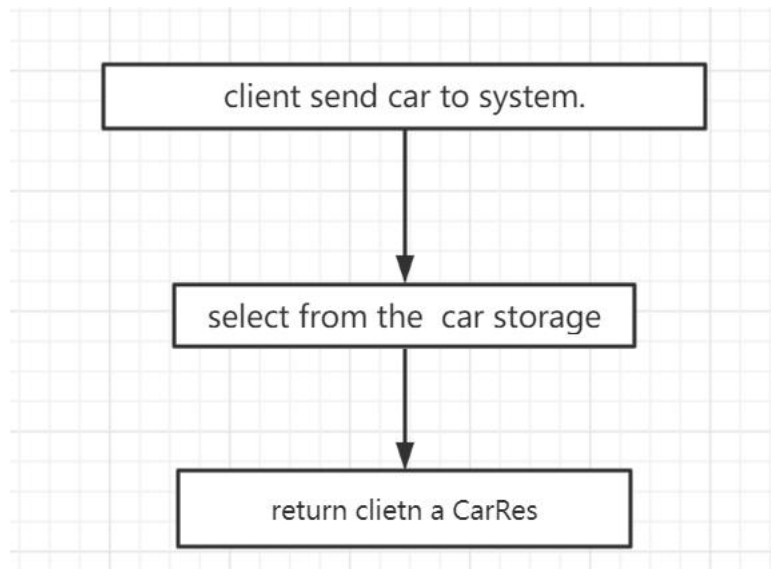 client send car to system.
select from the car storage
return clietn a CarRes